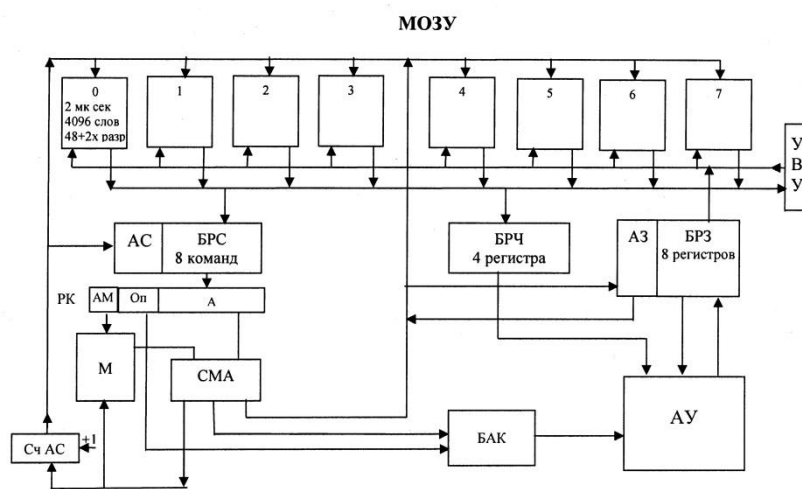 МОЗУ
0 1 2 3 4 5 6 7
2 мк сек
4096 слов
48+2х разр
У
В
У
АС БРС
8 команд
БРЧ
4 регистра
АЗ БРЗ
8 регистров
РК АМ Оп А
М
СМА
АУ
БАК
Сч АС
+1